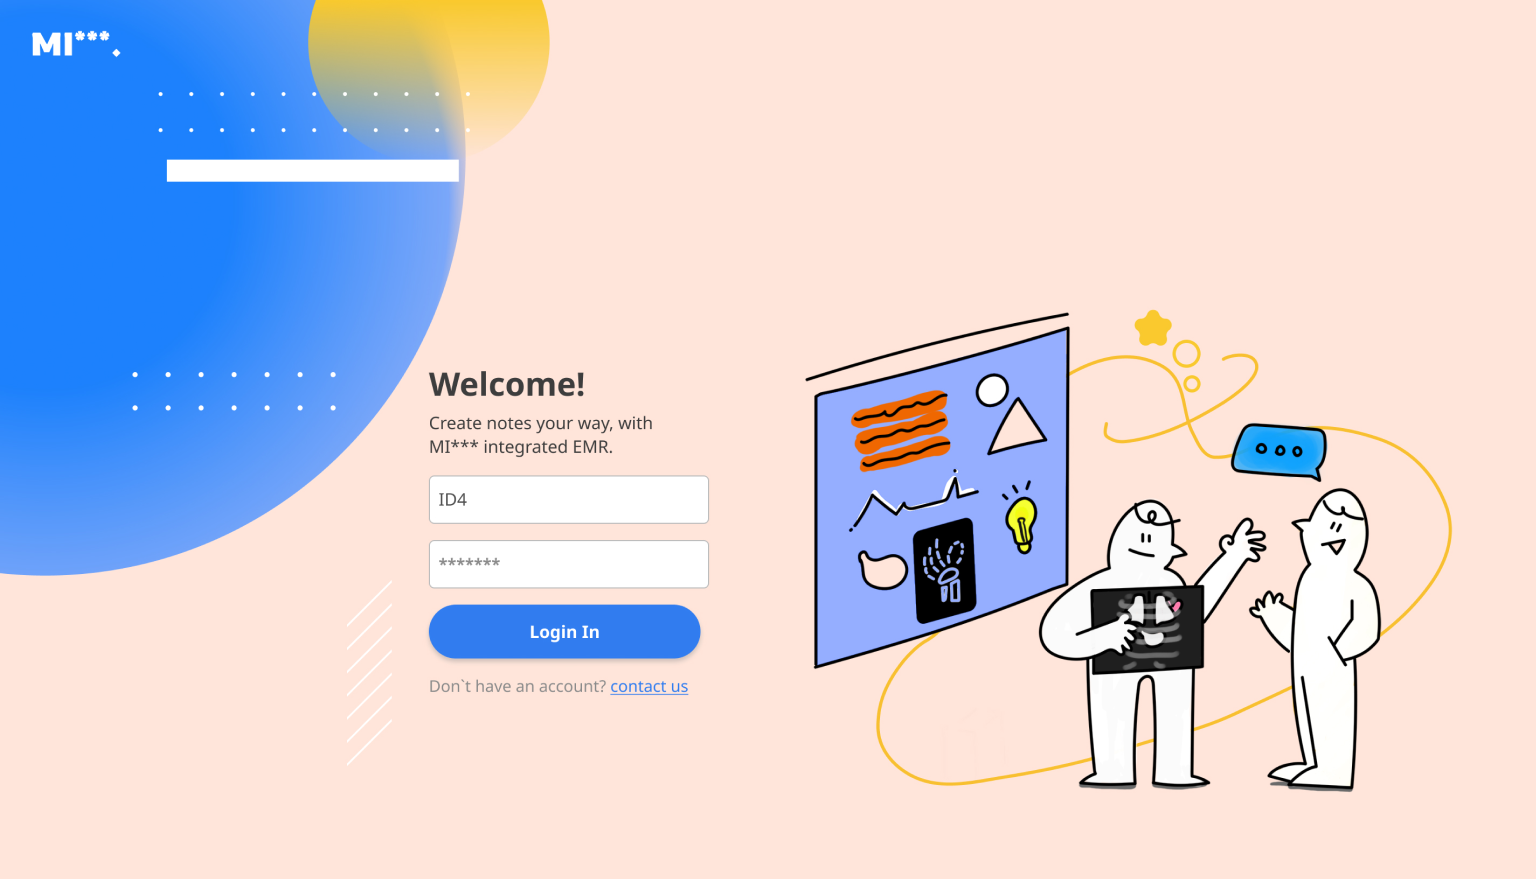 MI***.
Welcome!
Create notes your way, with
MI*** integrated EMR.
ID4
*******
Login In
Don`t have an account? contact us